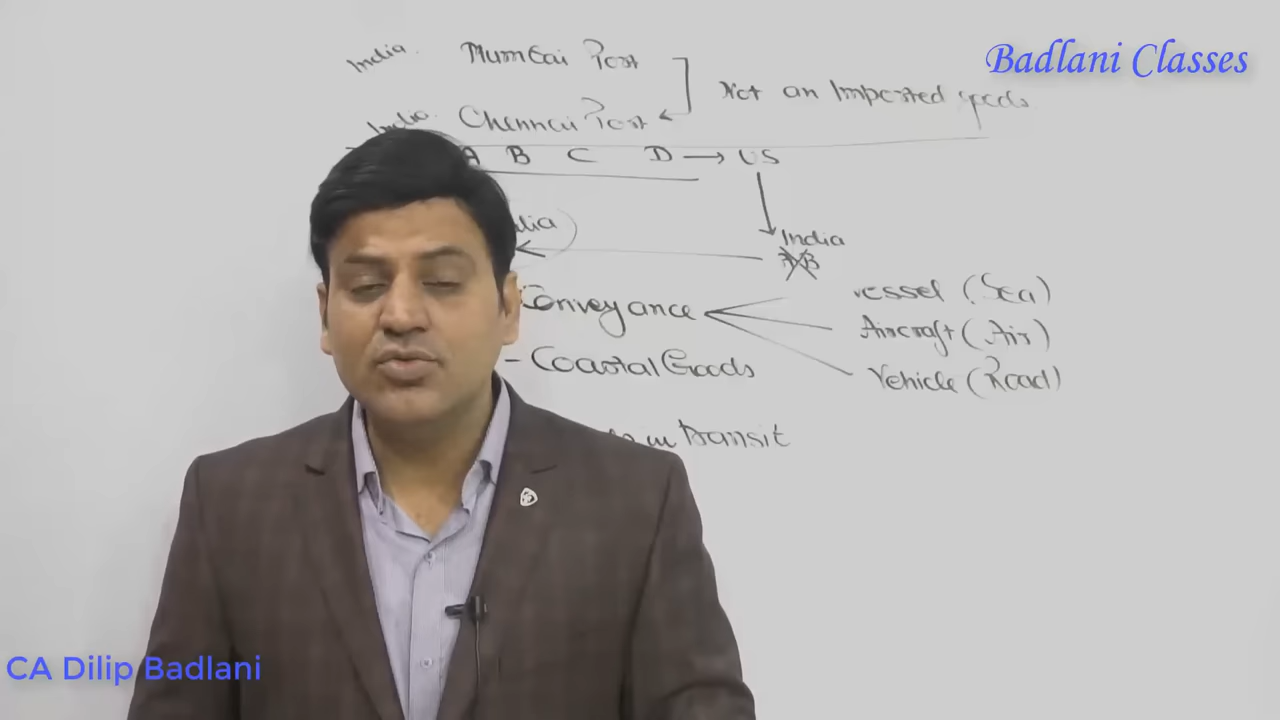 Badlani Classes
India. Mumbai Port
Not an Imported goods
India. Chennai Port
A B C D → US
India
Conveyance
Vessel (Sea)
Aircraft (Air)
Vehicle (Road)
- Coastal Goods
in transit
CA Dilip Badlani